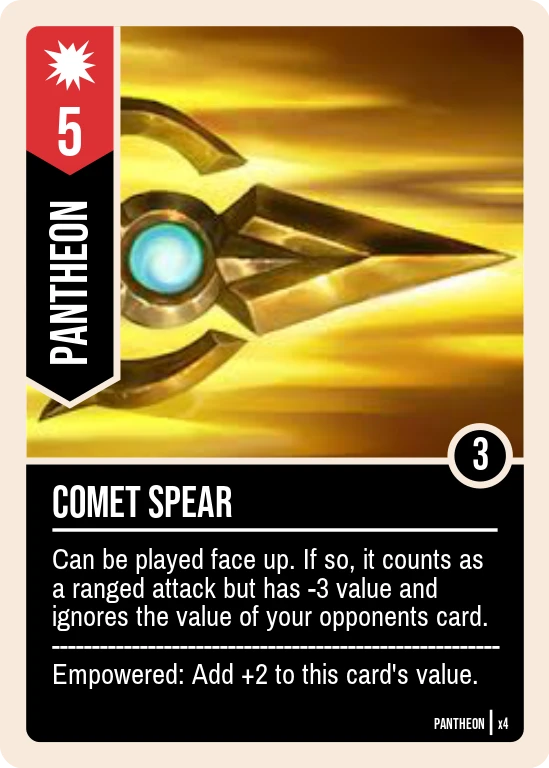 5
PANTHEON
3
COMET SPEAR
Can be played face up. If so, it counts as
a ranged attack but has -3 value and
ignores the value of your opponents card.
Empowered: Add +2 to this card's value.
PANTHEON | x4